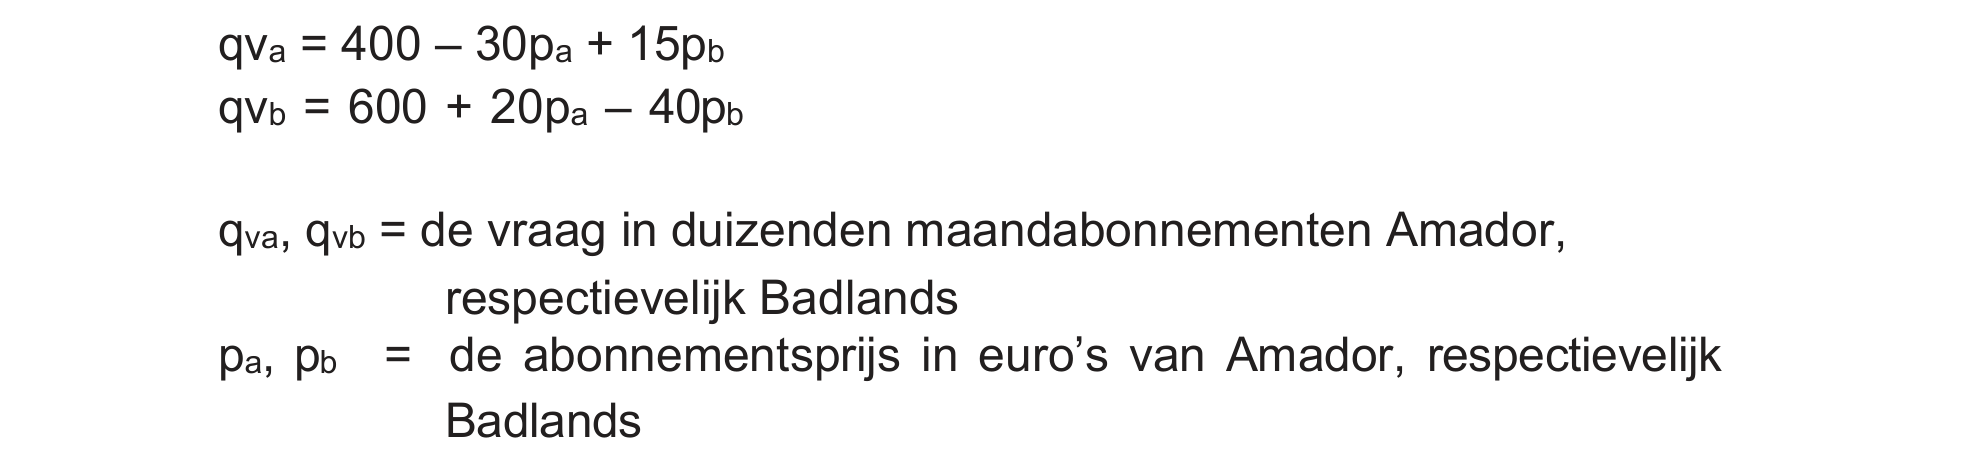 qva = 400 – 30pa + 15pb
qvb = 600 + 20pa – 40pb
qva, qvb = de vraag in duizenden maandabonnementen Amador,
respectievelijk Badlands
pa, pb = de abonnementsprijs in euro’s van Amador, respectievelijk
Badlands